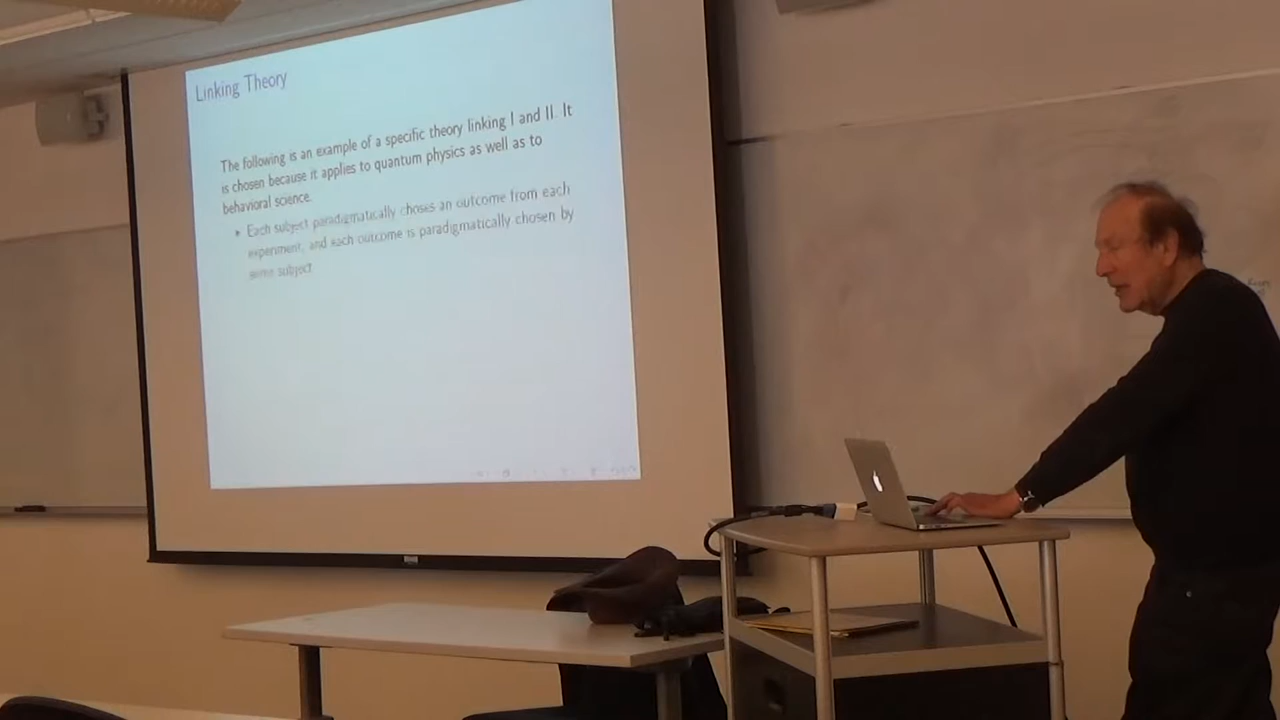 Linking Theory
The following is an example of a specific theory linking I and II. It
is chosen because it applies to quantum physics as well as to
behavioral science.
Each subject paradigmatically choses an outcome from each
experiment, and each outcome is paradigmatically chosen by
some subject